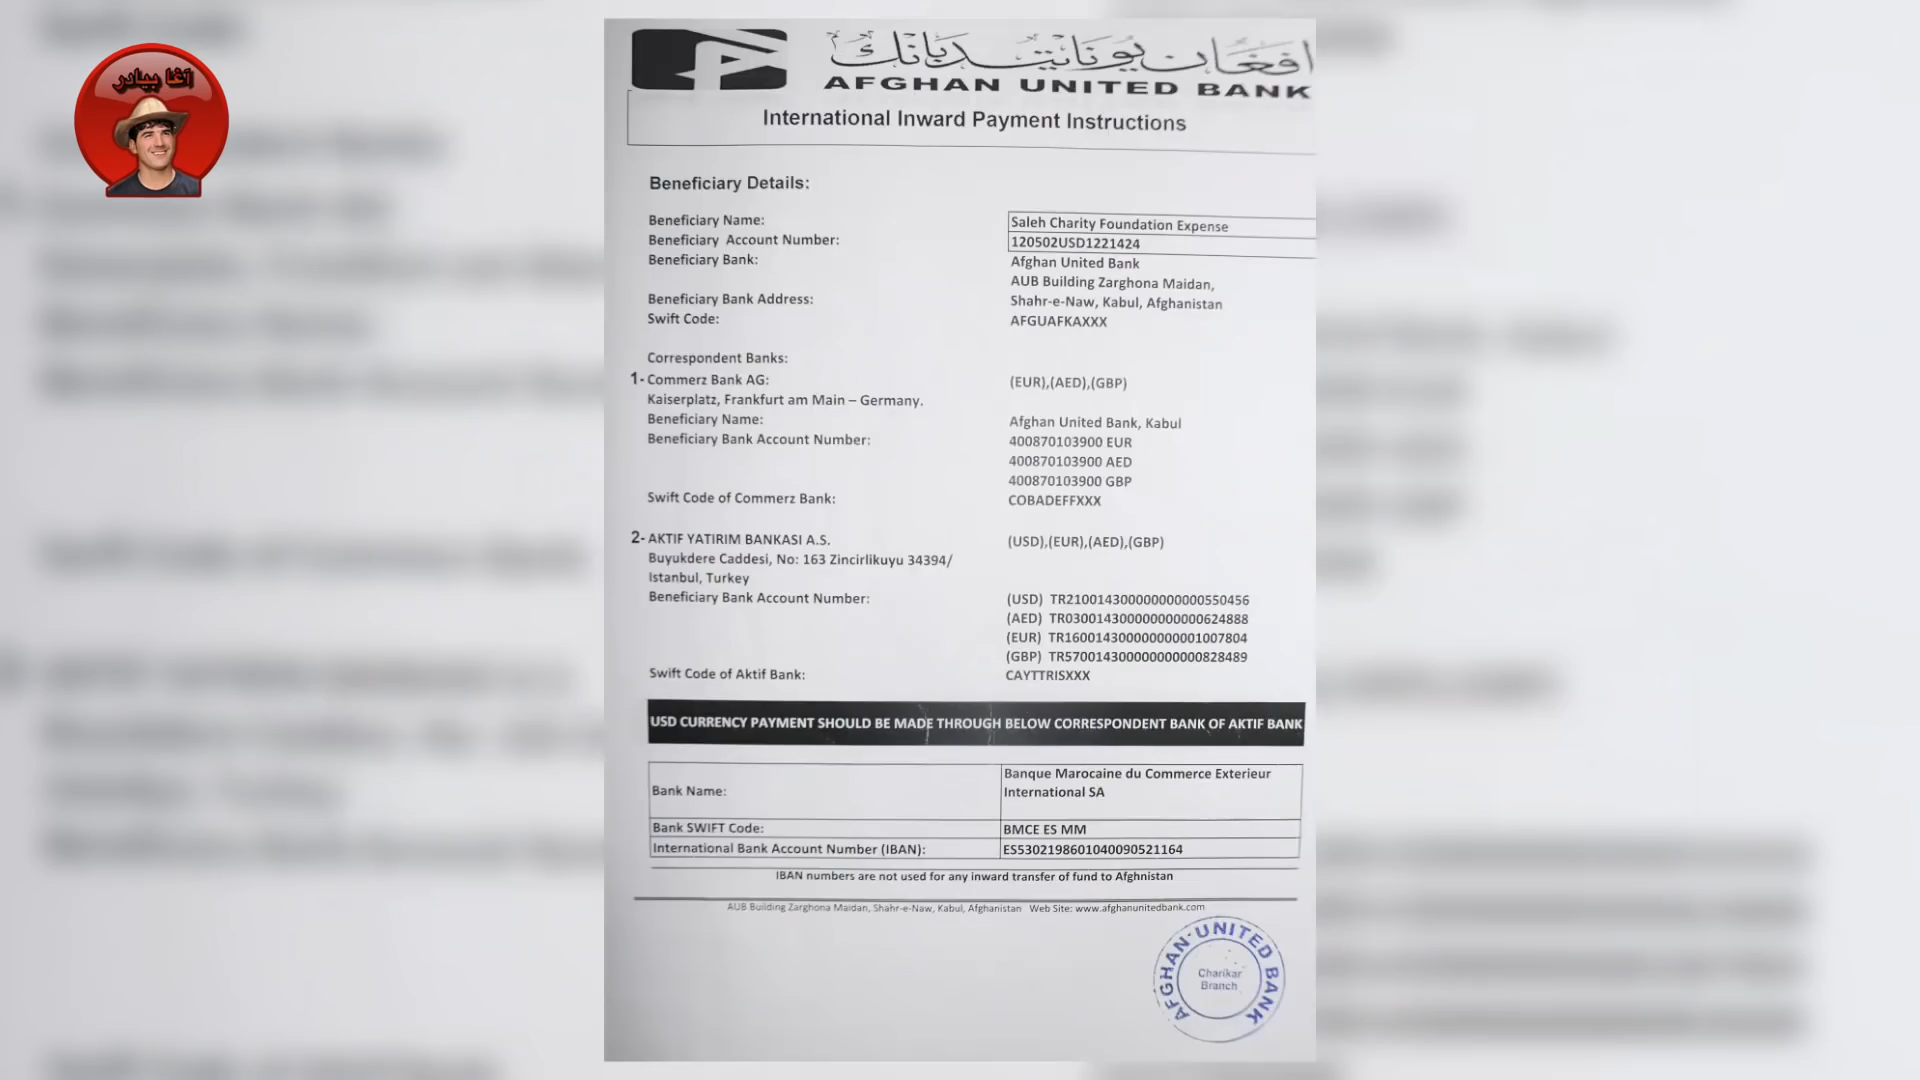 آغا بیادر
افغان یونایتد بانک
AFGHAN UNITED BANK
International Inward Payment Instructions
Beneficiary Details:
Beneficiary Name: Saleh Charity Foundation Expense
Beneficiary Account Number: 120502USD1221424
Beneficiary Bank: Afghan United Bank
AUB Building Zarghona Maidan,
Beneficiary Bank Address: Shahr-e-Naw, Kabul, Afghanistan
Swift Code: AFGUAFKAXXX
Correspondent Banks:
1- Commerz Bank AG: (EUR),(AED),(GBP)
Kaiserplatz, Frankfurt am Main – Germany.
Beneficiary Name: Afghan United Bank, Kabul
Beneficiary Bank Account Number: 400870103900 EUR
400870103900 AED
400870103900 GBP
Swift Code of Commerz Bank: COBADEFFXXX
2- AKTIF YATIRIM BANKASI A.S. (USD),(EUR),(AED),(GBP)
Buyukdere Caddesi, No: 163 Zincirlikuyu 34394/
Istanbul, Turkey
Beneficiary Bank Account Number: (USD) TR210014300000000000550456
(AED) TR030014300000000000624888
(EUR) TR160014300000000001007804
(GBP) TR570014300000000000828489
Swift Code of Aktif Bank: CAYTTRISXXX
USD CURRENCY PAYMENT SHOULD BE MADE THROUGH BELOW CORRESPONDENT BANK OF AKTIF BANK
Bank Name: Banque Marocaine du Commerce Exterieur
International SA
Bank SWIFT Code: BMCE ES MM
International Bank Account Number (IBAN): ES5302198601040090521164
IBAN numbers are not used for any inward transfer of fund to Afghnistan
AUB Building Zarghona Maidan, Shahr-e-Naw, Kabul, Afghanistan Web Site: www.afghanunitedbank.com
AFGHAN UNITED BANK
Charikar
Branch